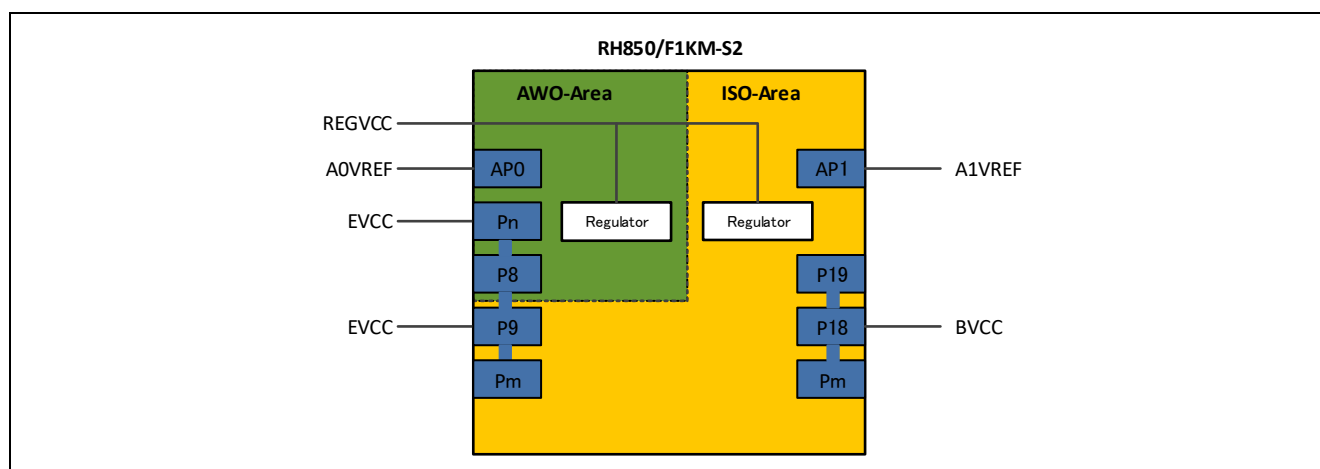 RH850/F1KM-S2
AWO-Area ISO-Area
REGVCC
A0VREF AP0 AP1 A1VREF
EVCC Pn Regulator Regulator
P8 P19
EVCC P9 P18 BVCC
Pm Pm